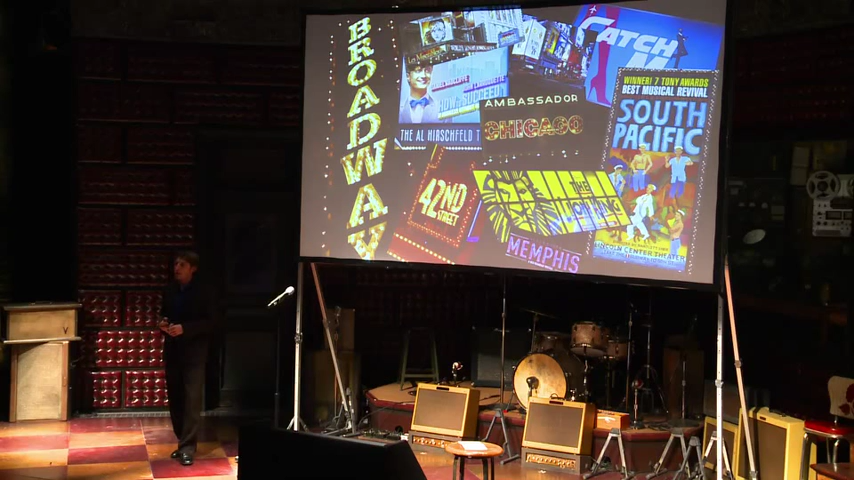 BROADWAY
HOW TO SUCCEED
THE AL HIRSCHFELD T
AMBASSADOR
CHICAGO
CATCH M
WINNER! 7 TONY AWARDS
BEST MUSICAL REVIVAL
SOUTH
PACIFIC
LINCOLN CENTER THEATER
42ND
STREET
THE
LION KING
MEMPHIS